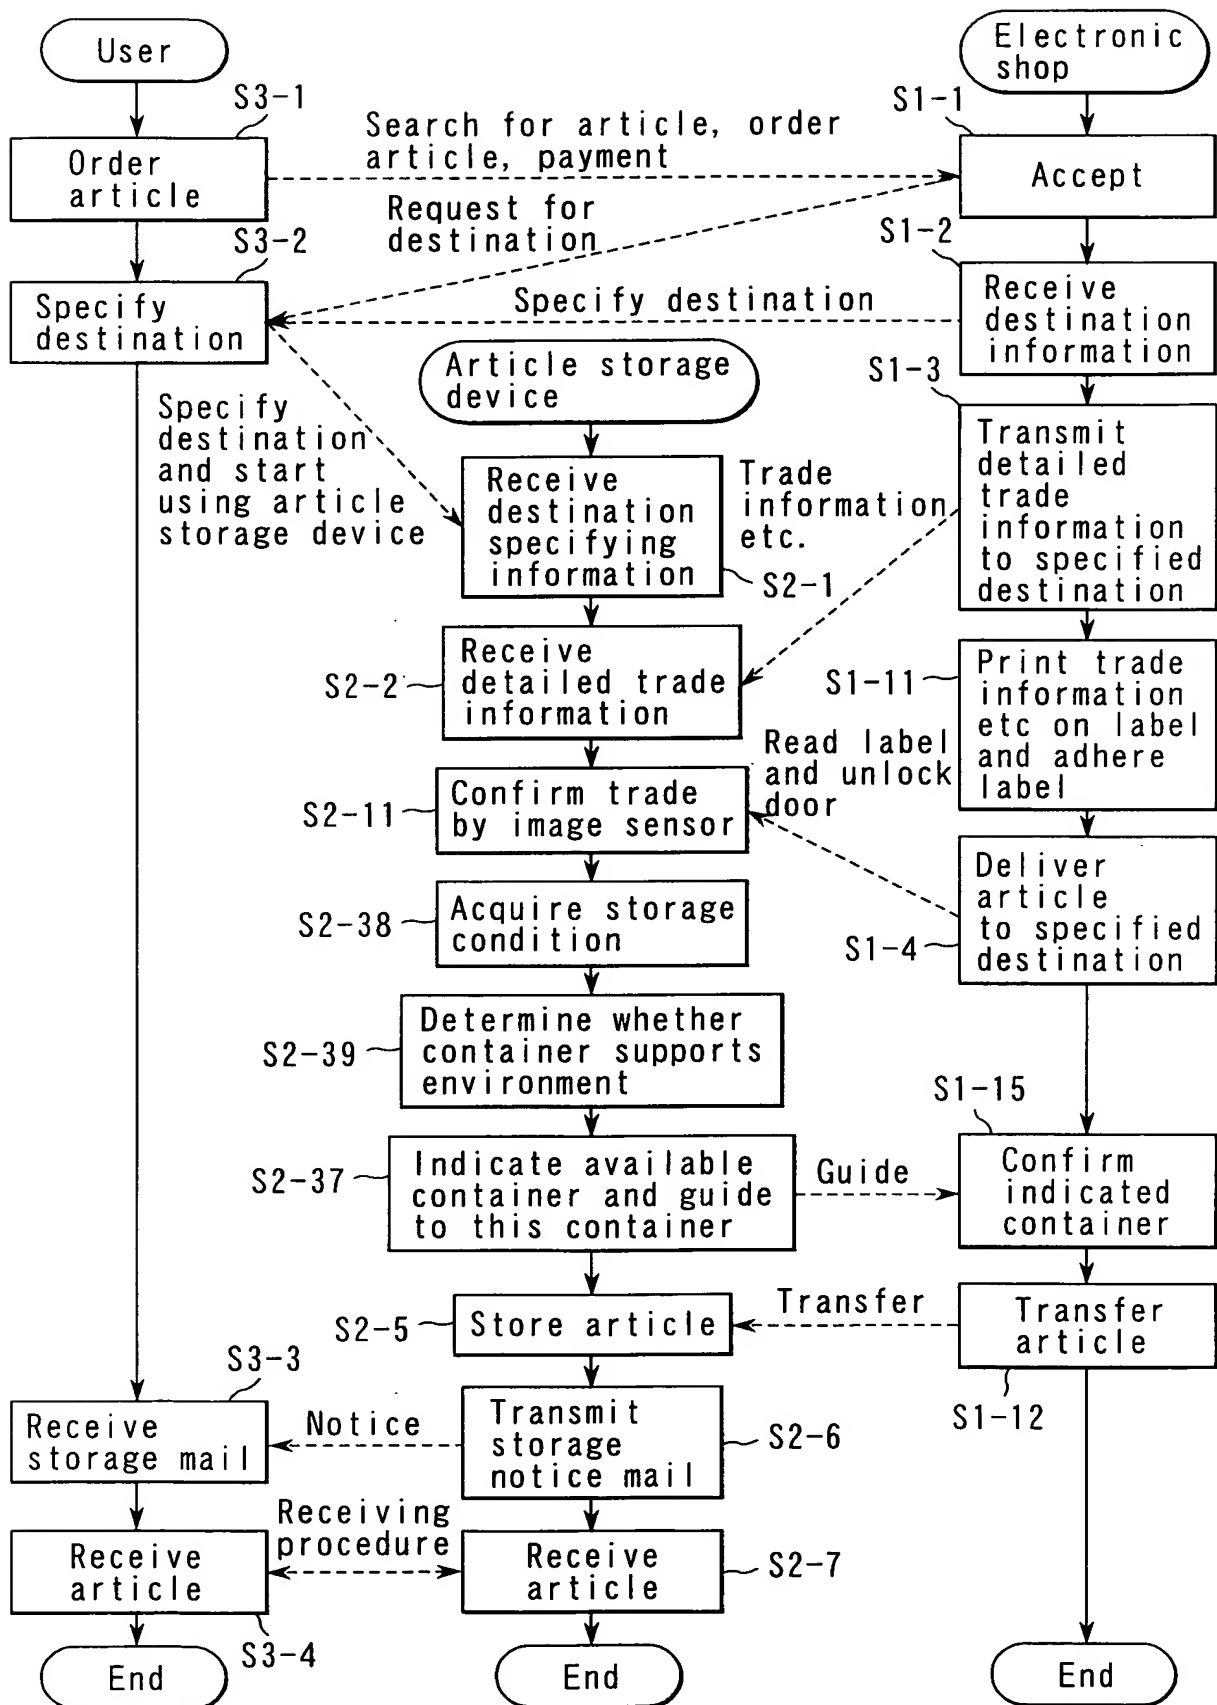 User
Electronic
shop
S3-1
S1-1
Search for article, order
article, payment
Order
article
Accept
Request for
destination
S3-2
S1-2
Specify
destination
Specify destination
Receive
destination
information
Article storage
device
S1-3
Specify
destination
and start
using article
storage device
Receive
destination
specifying
information
S2-1
Trade
information
etc.
Transmit
detailed
trade
information
to specified
destination
S2-2
Receive
detailed trade
information
S1-11
Print trade
information
etc on label
and adhere
label
Read label
and unlock
door
S2-11
Confirm trade
by image sensor
Deliver
article
to specified
destination
S1-4
S2-38
Acquire storage
condition
S2-39
Determine whether
container supports
environment
S1-15
S2-37
Indicate available
container and guide
to this container
Guide
Confirm
indicated
container
S2-5
Store article
Transfer
Transfer
article
S1-12
S3-3
Receive
storage mail
Notice
Transmit
storage
notice mail
S2-6
Receiving
procedure
Receive
article
Receive
article
S2-7
S3-4
End
End
End